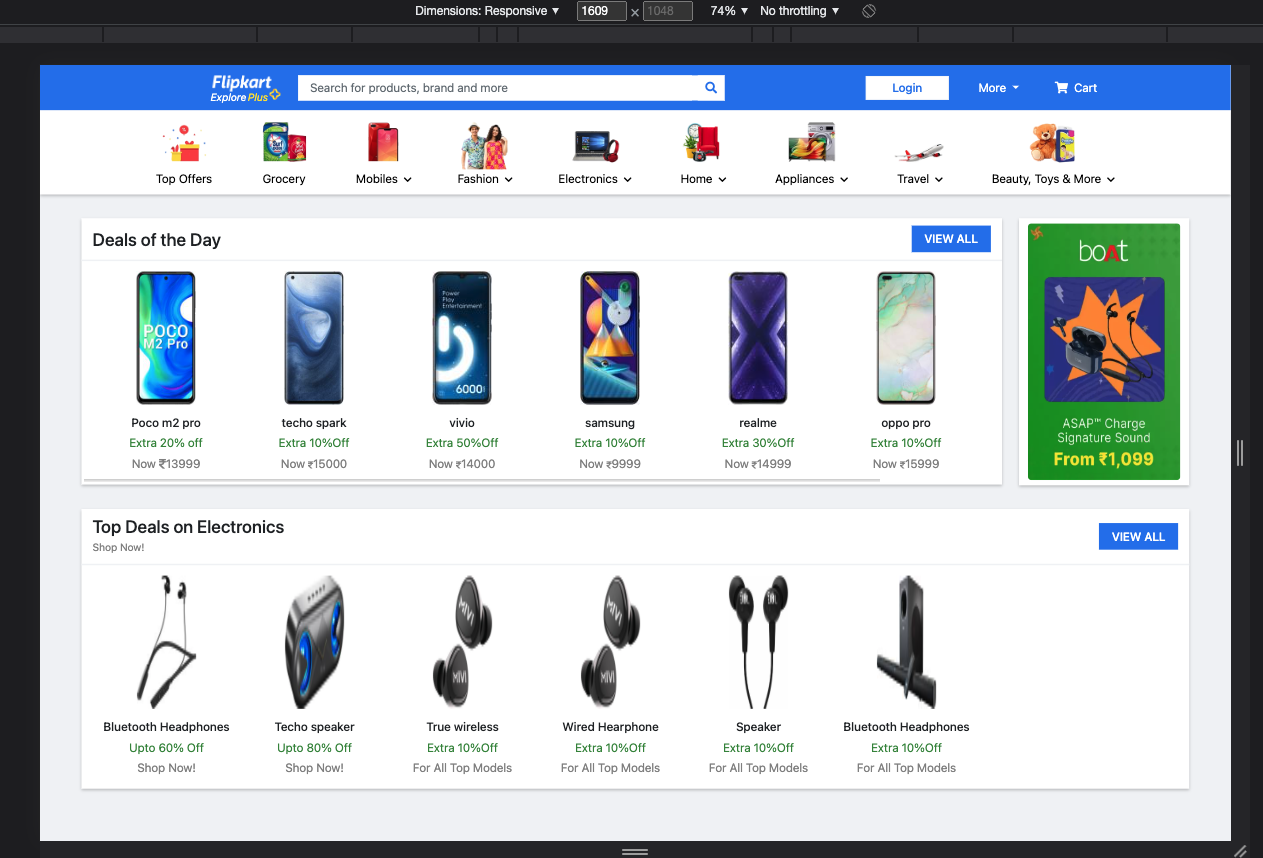 Dimensions: Responsive ▼ 1609 × 1048 74% ▼ No throttling ▼
Flipkart
Explore Plus
Search for products, brand and more
Login
More
Cart
Top Offers
Grocery
Mobiles
Fashion
Electronics
Home
Appliances
Travel
Beauty, Toys & More
Deals of the Day
VIEW ALL
POCO
M2 Pro
Power
Play
Entertainment
6000
Poco m2 pro
Extra 20% off
Now ₹13999
techo spark
Extra 10%Off
Now ₹15000
vivio
Extra 50%Off
Now ₹14000
samsung
Extra 10%Off
Now ₹9999
realme
Extra 30%Off
Now ₹14999
oppo pro
Extra 10%Off
Now ₹15999
boAt
ASAP™ Charge
Signature Sound
From ₹1,099
Top Deals on Electronics
Shop Now!
VIEW ALL
MIVI
MIVI
MIVI
MIVI
Bluetooth Headphones
Upto 60% Off
Shop Now!
Techo speaker
Upto 80% Off
Shop Now!
True wireless
Extra 10%Off
For All Top Models
Wired Hearphone
Extra 10%Off
For All Top Models
Speaker
Extra 10%Off
For All Top Models
Bluetooth Headphones
Extra 10%Off
For All Top Models